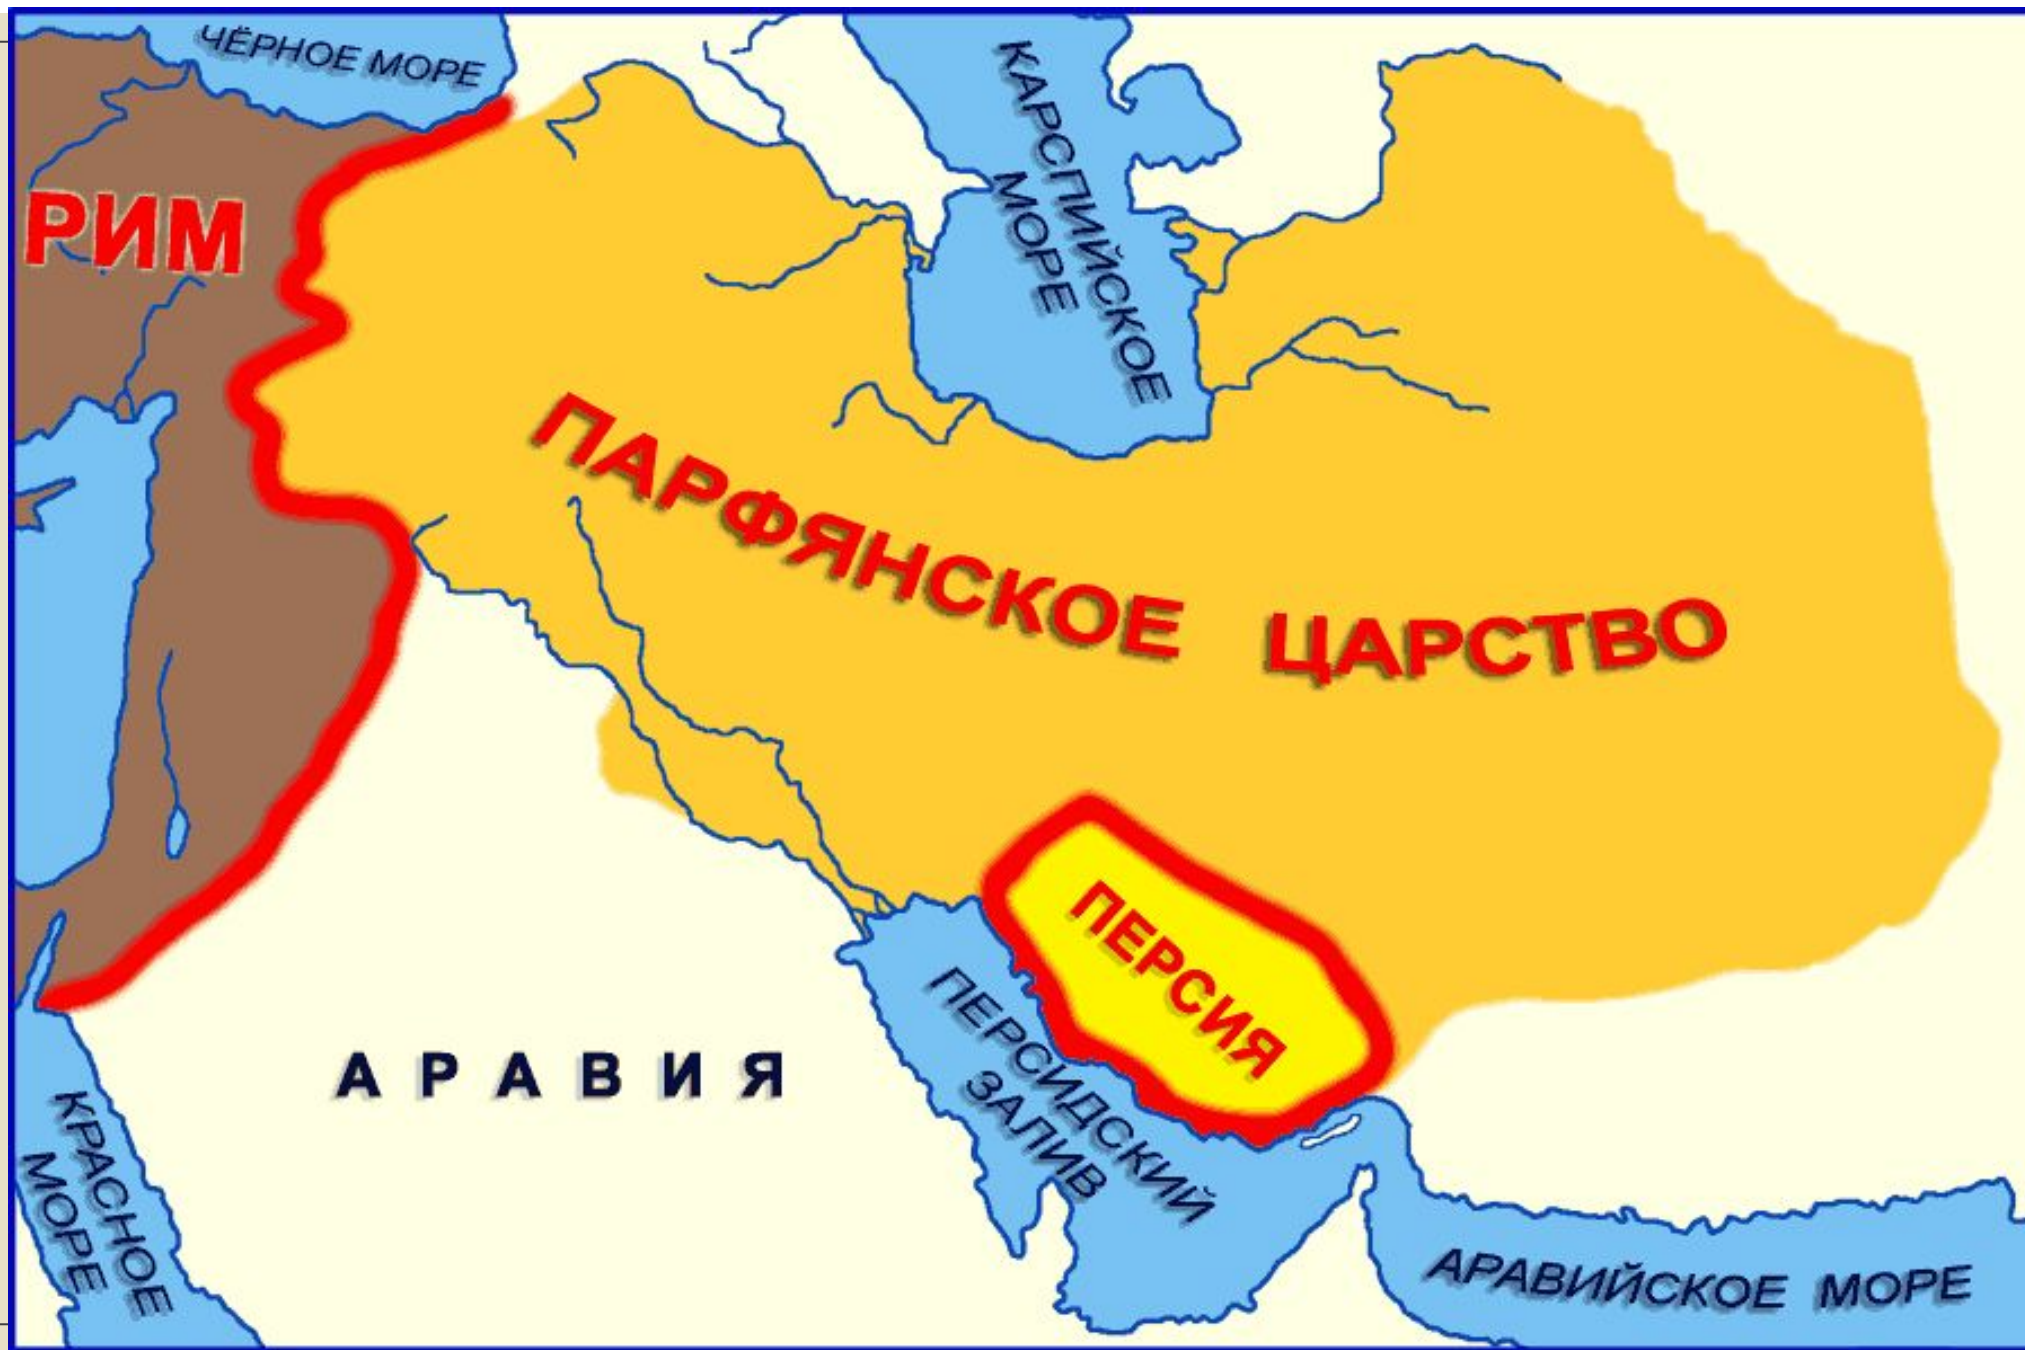 ЧЁРНОЕ МОРЕ
КАРСПИЙСКОЕ
МОРЕ
РИМ
ПАРФЯНСКОЕ ЦАРСТВО
ПЕРСИЯ
ПЕРСИДСКИЙ
ЗАЛИВ
АРАВИЯ
КРАСНОЕ
МОРЕ
АРАВИЙСКОЕ МОРЕ